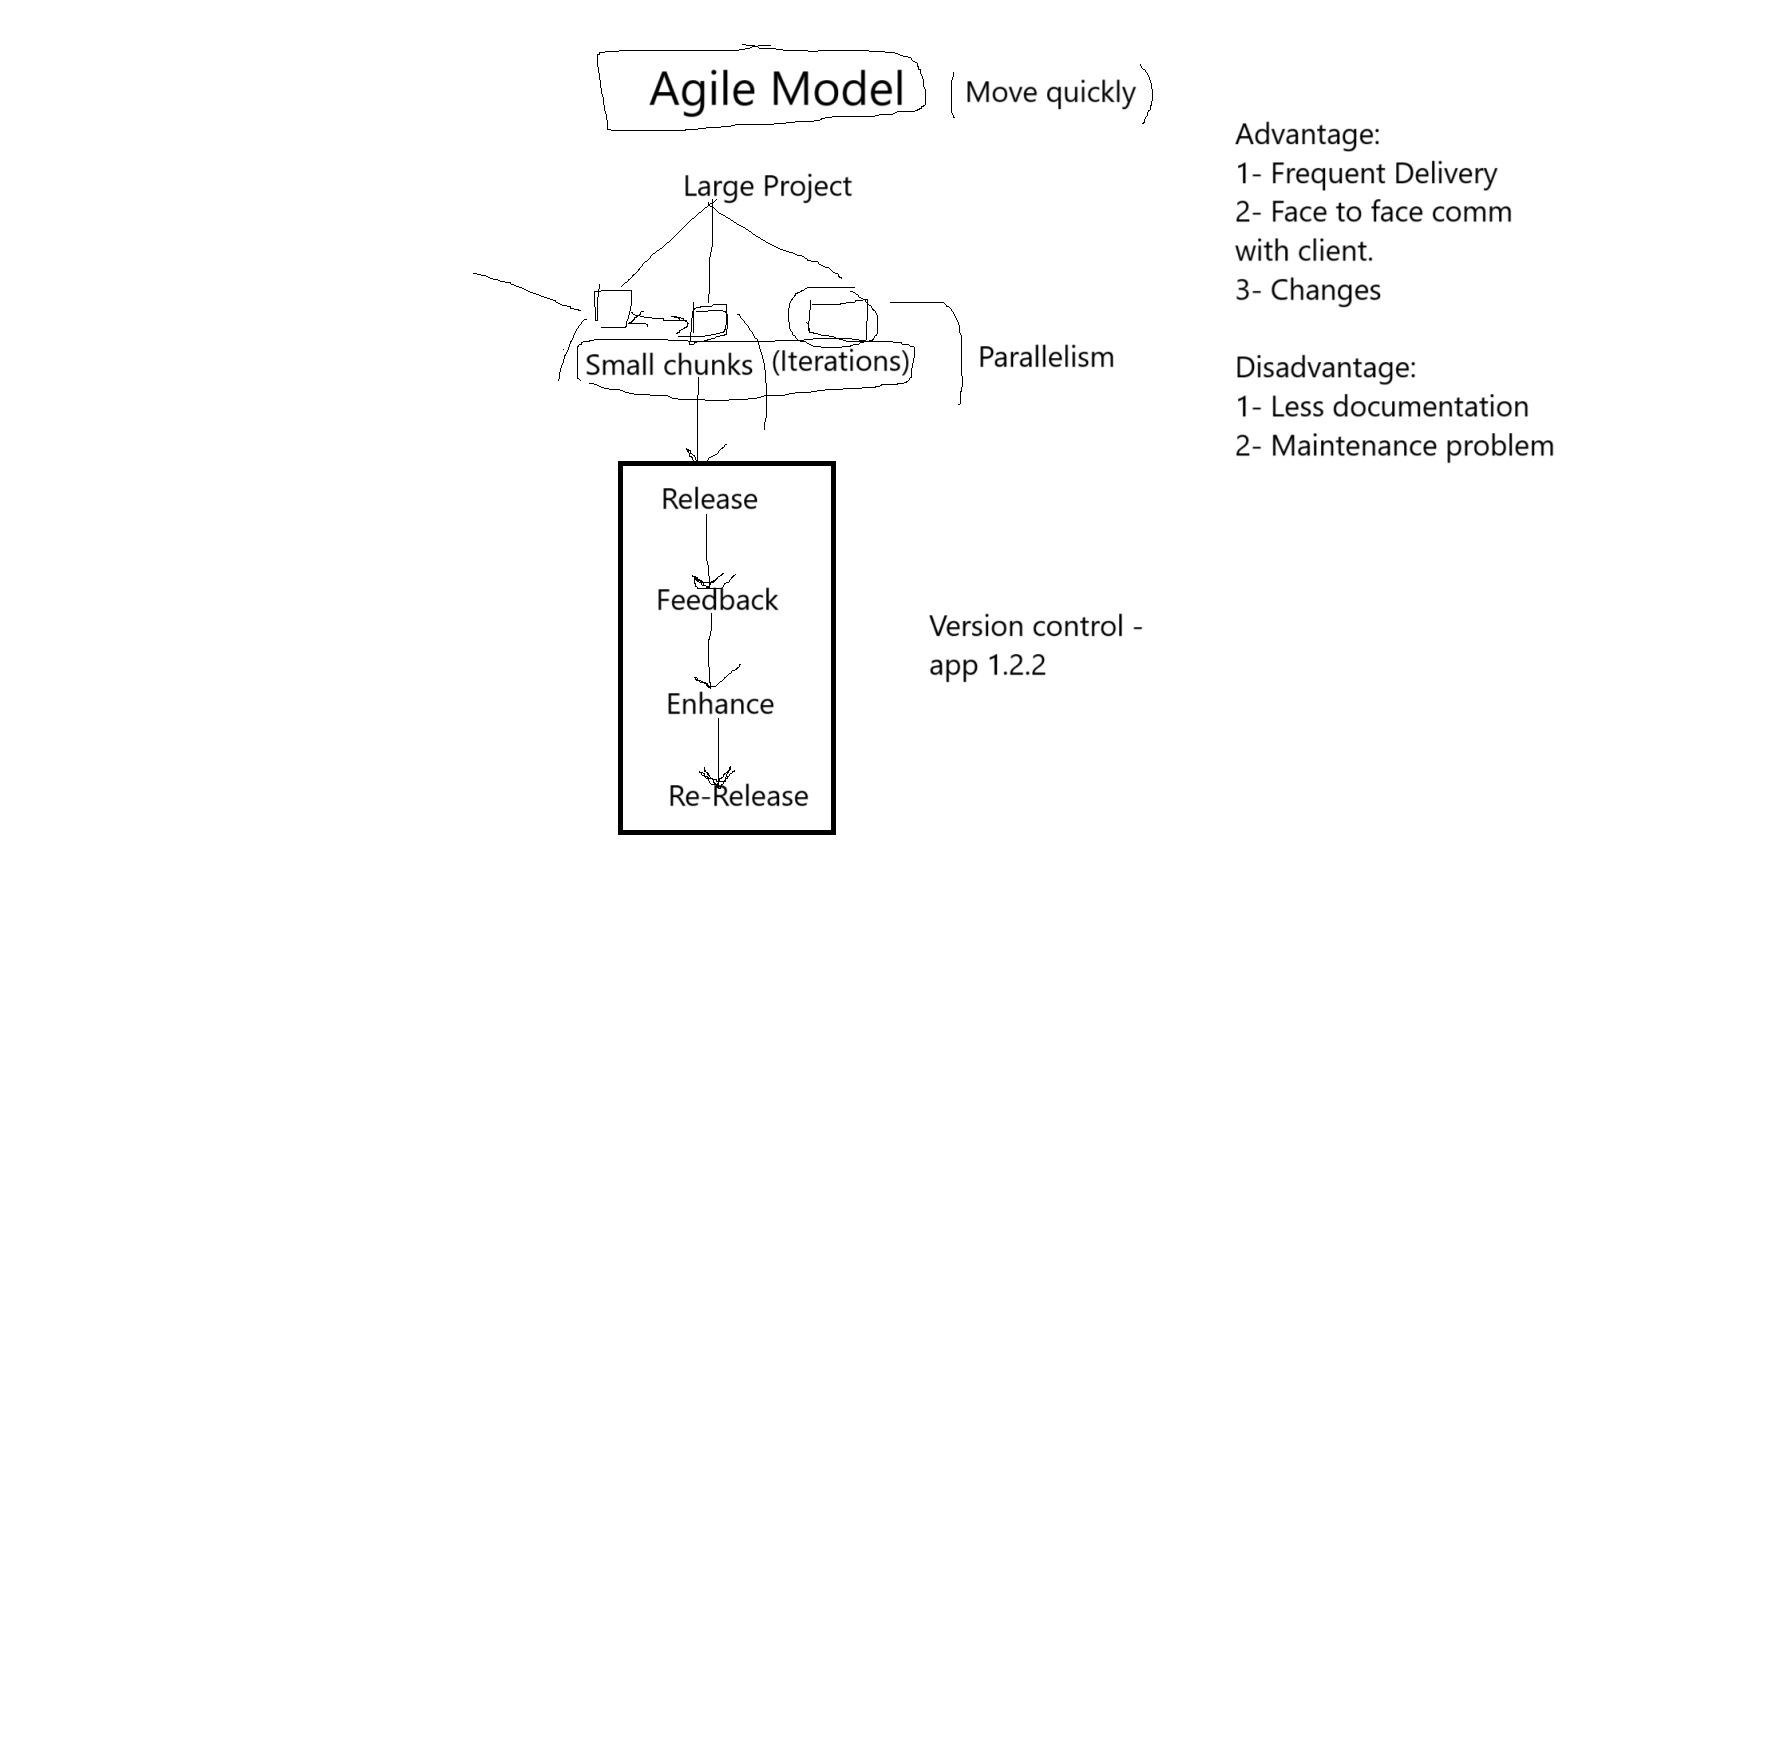 Agile Model (Move quickly)
Large Project
Small chunks (Iterations)
Parallelism
Release
Feedback
Enhance
Re-Release
Version control -
app 1.2.2
Advantage:
1- Frequent Delivery
2- Face to face comm
with client.
3- Changes
Disadvantage:
1- Less documentation
2- Maintenance problem